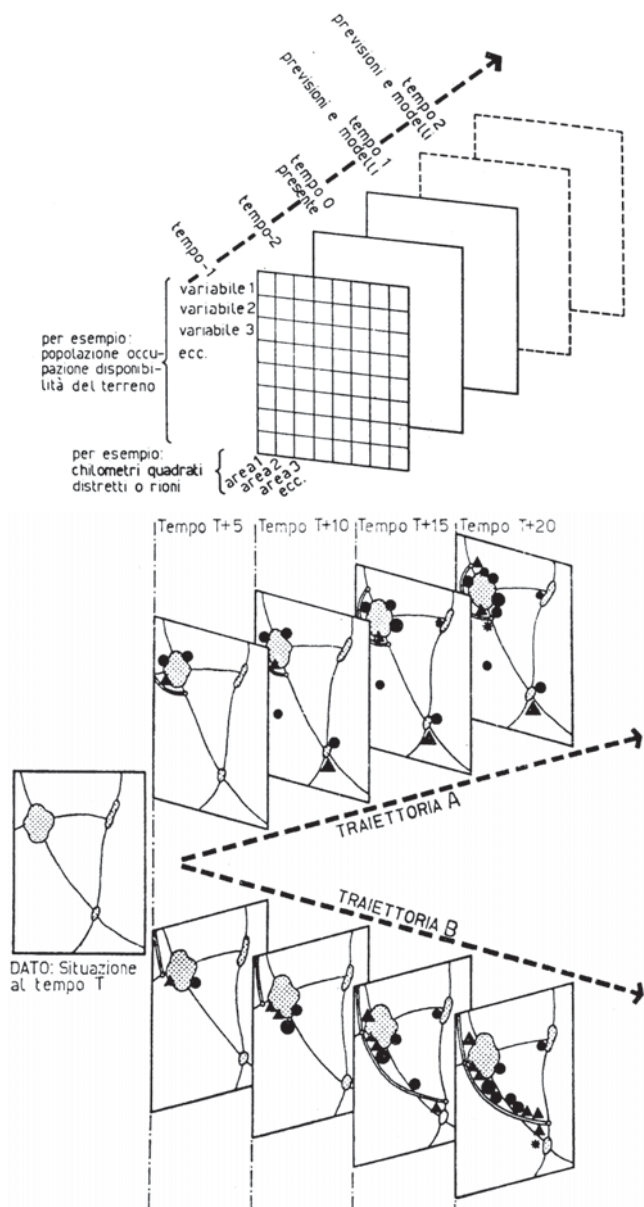 previsioni e modelli
tempo 2
previsioni e modelli
tempo 1
presente
tempo 0
tempo-2
tempo-1
variabile 1
variabile 2
variabile 3
ecc.
per esempio:
popolazione occu-
pazione disponibi-
lità del terreno
per esempio:
chilometri quadrati
distretti o rioni
area 1
area 2
area 3
ecc.
Tempo T+5
Tempo T+10
Tempo T+15
Tempo T+20
TRAIETTORIA A
TRAIETTORIA B
DATO: Situazione
al tempo T